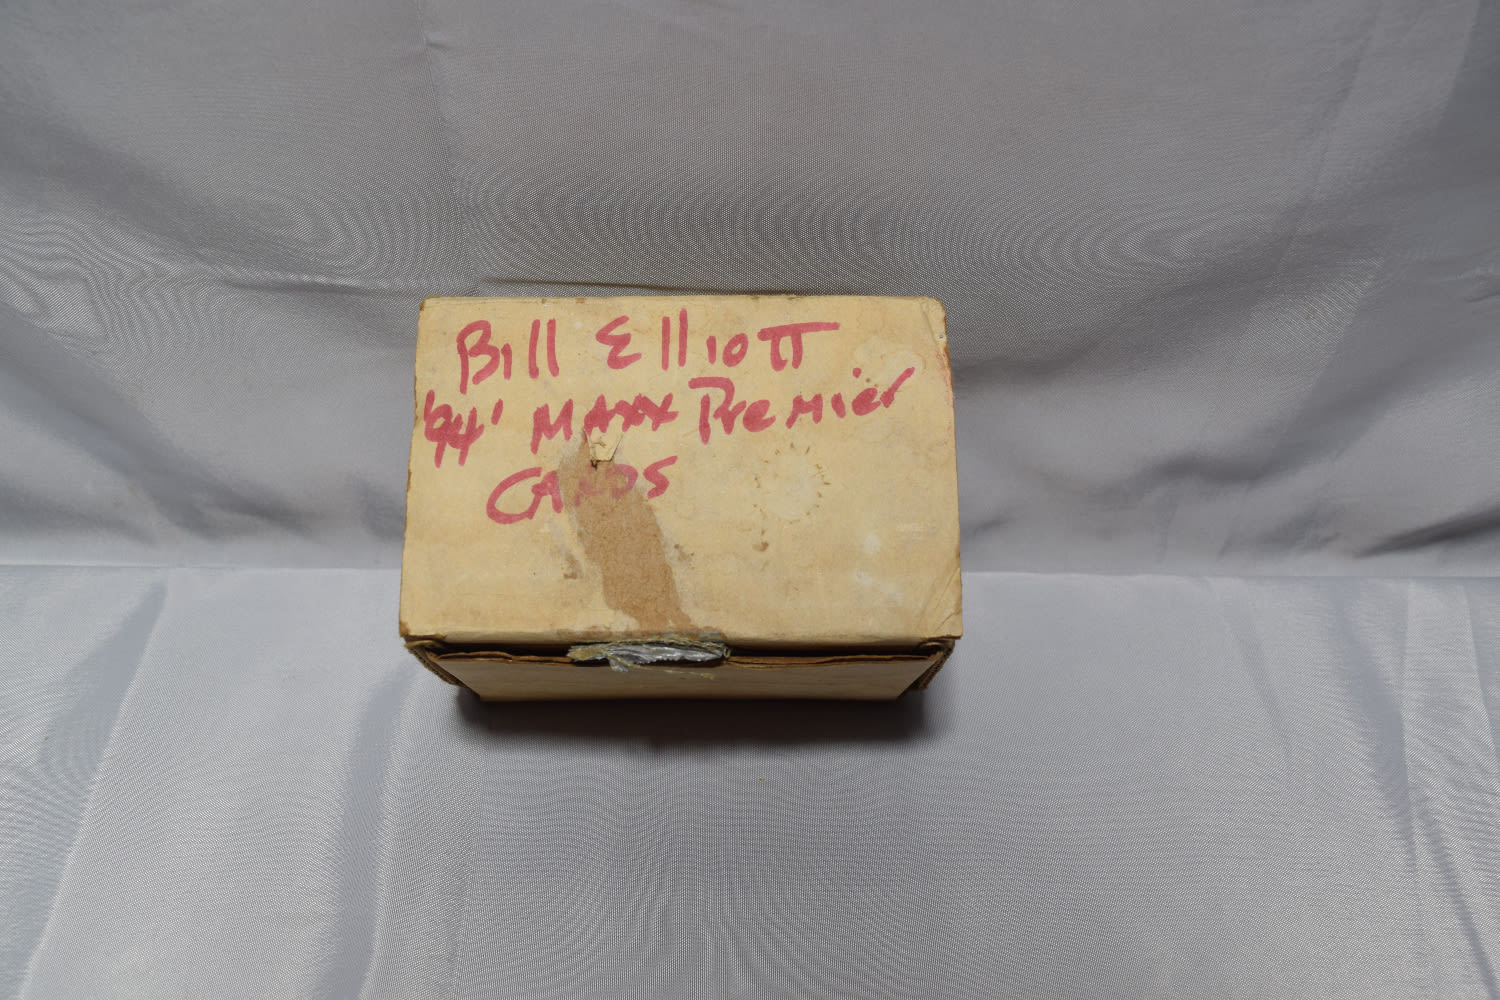 Bill Elliott
'94' MAXX Premier
CARDS